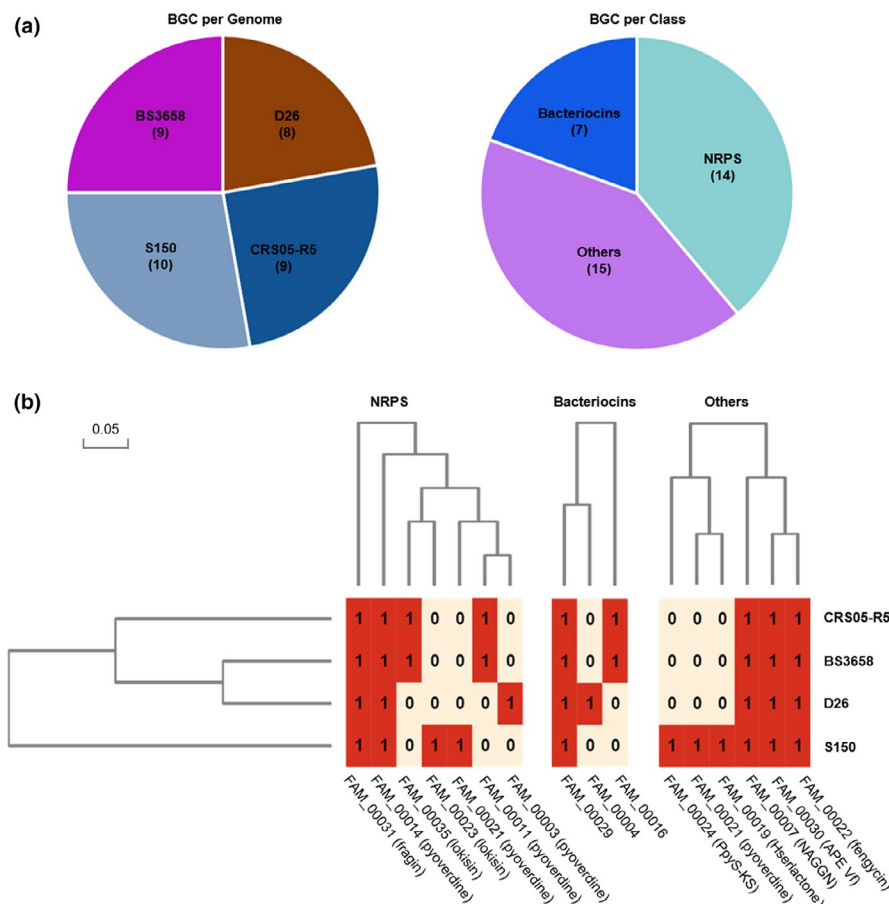 (a)
BGC per Genome
BGC per Class
BS3658
(9)
D26
(8)
S150
(10)
CRS05-R5
(9)
Bacteriocins
(7)
NRPS
(14)
Others
(15)
(b)
NRPS
Bacteriocins
Others
0.05
1 1 1 0 0 1 0 1 0 1 0 0 0 1 1 1 CRS05-R5
1 1 1 0 0 1 0 1 0 1 0 0 0 1 1 1 BS3658
1 1 0 0 0 0 1 1 1 0 0 0 0 1 1 1 D26
1 1 0 1 1 0 0 1 0 0 1 1 1 1 1 1 S150
FAM_00031 (fragin)
FAM_00014 (pyoverdine)
FAM_00035 (lokisin)
FAM_00023 (lokisin)
FAM_00021 (pyoverdine)
FAM_00011 (pyoverdine)
FAM_00003 (pyoverdine)
FAM_00029
FAM_00004
FAM_00016
FAM_00024 (PpyS-KS)
FAM_00021 (pyoverdine)
FAM_00019 (Hserlactone)
FAM_00007 (NAGGN)
FAM_00030 (APE Vf)
FAM_00022 (fengycin)